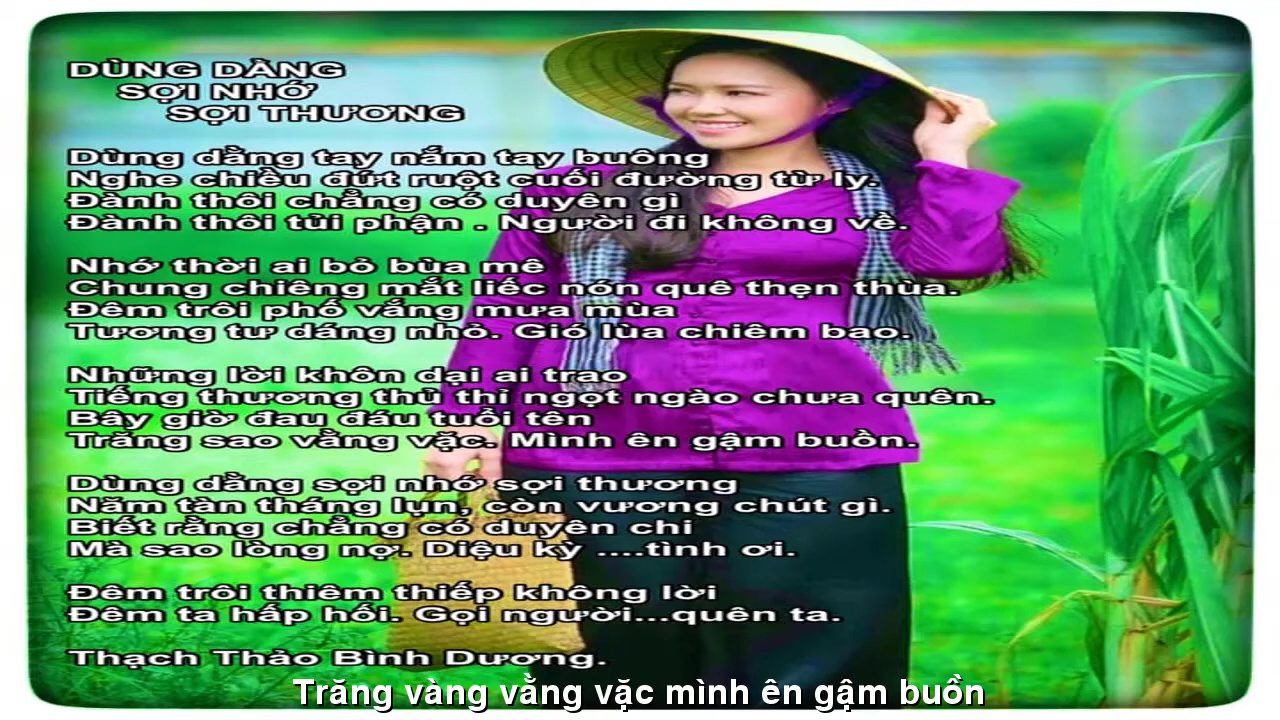 DÙNG DẰNG
SỢI NHỚ
SỢI THƯƠNG
Dùng dằng tay nắm tay buông
Nghe chiều đứt ruột cuối đường từ ly.
Đành thôi chẳng có duyên gì
Đành thôi tủi phận . Người đi không về.
Nhớ thời ai bỏ bùa mê
Chung chiêng mắt liếc nón quê thẹn thùa.
Đêm trôi phố vắng mưa mùa
Tương tư dáng nhỏ. Gió lùa chiêm bao.
Những lời khôn dại ai trao
Tiếng thương thủ thỉ ngọt ngào chưa quên.
Bây giờ đau đáu tuổi tên
Trăng sao vằng vặc. Mình ên gậm buồn.
Dùng dằng sợi nhớ sợi thương
Năm tàn tháng lụn, còn vương chút gì.
Biết rằng chẳng có duyên chi
Mà sao lòng nợ. Diệu kỳ ....tình ơi.
Đêm trôi thiêm thiếp không lời
Đêm ta hấp hối. Gọi người...quên ta.
Thạch Thảo Bình Dương.
Trăng vàng vằng vặc mình ên gậm buồn